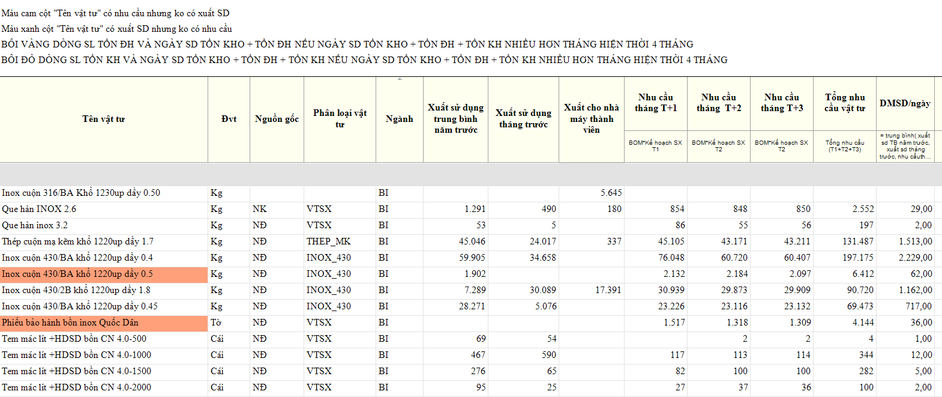 Màu cam cột "Tên vật tư" có nhu cầu nhưng ko có xuất SD
Màu xanh cột "Tên vật tư" có xuất SD nhưng ko có nhu cầu
BÔI VÀNG DÒNG SL TỒN ĐH VÀ NGÀY SD TỒN KHO + TỒN ĐH NẾU NGÀY SD TỒN KHO + TỒN ĐH + TỒN KH NHIỀU HƠN THÁNG HIỆN THỜI 4 THÁNG
BÔI ĐỎ DÒNG SL TỒN KH VÀ NGÀY SD TỒN KHO + TỒN ĐH + TỒN KH NẾU NGÀY SD TỒN KHO + TỒN ĐH + TỒN KH NHIỀU HƠN THÁNG HIỆN THỜI 4 THÁNG
Tên vật tư Đvt Nguồn gốc Phân loại vật tư Ngành Xuất sử dụng trung bình năm trước Xuất sử dụng tháng trước Xuất cho nhà máy thành viên Nhu cầu tháng T+1 Nhu cầu tháng T+2 Nhu cầu tháng T+3 Tổng nhu cầu vật tư DMSD/ngày
BOM*Kế hoạch SX T1 BOM*Kế hoạch SX T2 BOM*Kế hoạch SX T2 Tổng nhu cầu (T1+T2+T3) = trung bình( xuất sd TB năm trước, xuất sd tháng trước, nhu cầuth...
Inox cuộn 316/BA Khổ 1230up dầy 0.50 Kg BI 5.645
Que hàn INOX 2.6 Kg NK VTSX BI 1.291 490 180 854 848 850 2.552 29,00
Que hàn inox 3.2 Kg NĐ VTSX BI 53 5 86 55 56 197 2,00
Thép cuộn mạ kẽm khổ 1220up dầy 1.7 Kg NĐ THEP_MK BI 45.046 24.017 337 45.105 43.171 43.211 131.487 1.513,00
Inox cuộn 430/BA khổ 1220up dầy 0.4 Kg NĐ INOX_430 BI 59.905 34.658 76.048 60.720 60.407 197.175 2.229,00
Inox cuộn 430/BA khổ 1220up dầy 0.5 Kg NĐ INOX_430 BI 1.902 2.132 2.184 2.097 6.412 62,00
Inox cuộn 430/2B khổ 1220up dầy 1.8 Kg NĐ INOX_430 BI 7.289 30.089 17.391 30.939 29.873 29.909 90.720 1.162,00
Inox cuộn 430/BA khổ 1220up dầy 0.45 Kg NĐ INOX_430 BI 28.271 5.076 23.226 23.116 23.132 69.473 717,00
Phiếu bảo hành bồn inox Quốc Dân Tờ NĐ VTSX BI 1.517 1.318 1.309 4.144 36,00
Tem mác lít +HDSD bồn CN 4.0-500 Cái NĐ VTSX BI 69 54 2 2 4 1,00
Tem mác lít +HDSD bồn CN 4.0-1000 Cái NĐ VTSX BI 467 590 117 113 114 344 12,00
Tem mác lít +HDSD bồn CN 4.0-1500 Cái NĐ VTSX BI 276 65 82 100 100 282 5,00
Tem mác lít +HDSD bồn CN 4.0-2000 Cái NĐ VTSX BI 95 25 27 37 36 100 2,00